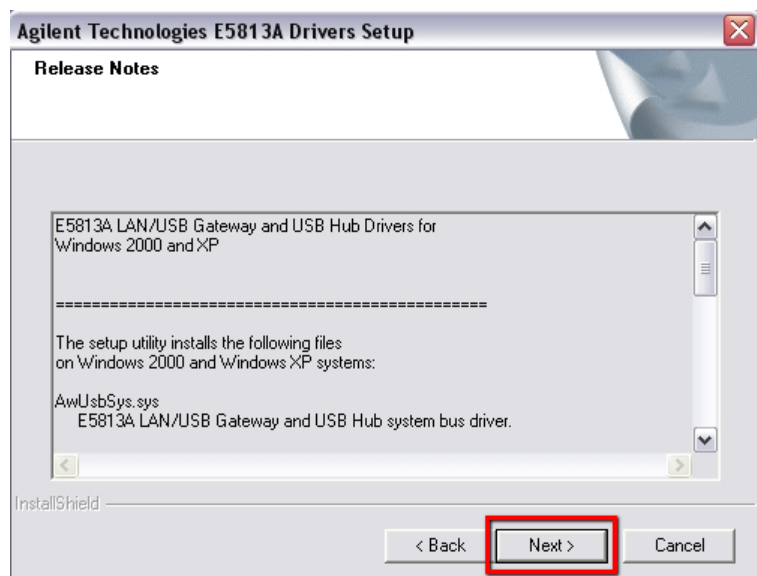 Agilent Technologies E5813A Drivers Setup
Release Notes
E5813A LAN/USB Gateway and USB Hub Drivers for
Windows 2000 and XP
================================================
The setup utility installs the following files
on Windows 2000 and Windows XP systems:
AwUsbSys.sys
E5813A LAN/USB Gateway and USB Hub system bus driver.
InstallShield
< Back
Next >
Cancel